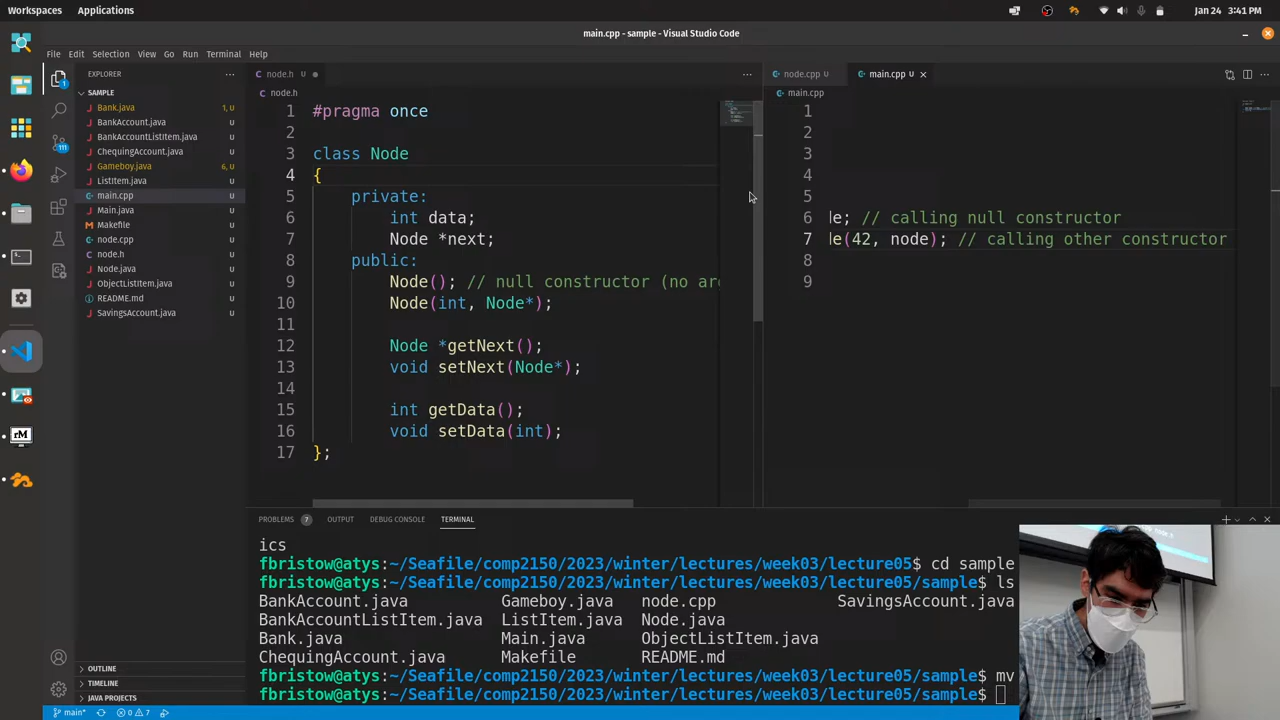 Workspaces Applications Jan 24 3:41 PM
main.cpp - sample - Visual Studio Code
File Edit Selection View Go Run Terminal Help
EXPLORER
SAMPLE
Bank.java 1, U
BankAccount.java U
BankAccountListItem.java U
ChequingAccount.java U
Gameboy.java 6, U
ListItem.java U
main.cpp U
Main.java U
Makefile U
node.cpp U
node.h U
Node.java U
ObjectListItem.java U
README.md U
SavingsAccount.java U
OUTLINE
TIMELINE
JAVA PROJECTS
main* 0 7
1
111
node.h U
node.h
1 #pragma once
2
3 class Node
4 {
5 private:
6 int data;
7 Node *next;
8 public:
9 Node(); // null constructor (no arg
10 Node(int, Node*);
11
12 Node *getNext();
13 void setNext(Node*);
14
15 int getData();
16 void setData(int);
17 };
node.cpp U main.cpp U
main.cpp
1
2
3
4
5
6 le; // calling null constructor
7 le(42, node); // calling other constructor
8
9
PROBLEMS 7 OUTPUT DEBUG CONSOLE TERMINAL
ics
fbristow@atys:~/Seafile/comp2150/2023/winter/lectures/week03/lecture05$ cd sample
fbristow@atys:~/Seafile/comp2150/2023/winter/lectures/week03/lecture05/sample$ ls
BankAccount.java Gameboy.java node.cpp SavingsAccount.java
BankAccountListItem.java ListItem.java Node.java
Bank.java Main.java ObjectListItem.java
ChequingAccount.java Makefile README.md
fbristow@atys:~/Seafile/comp2150/2023/winter/lectures/week03/lecture05/sample$ mv
fbristow@atys:~/Seafile/comp2150/2023/winter/lectures/week03/lecture05/sample$